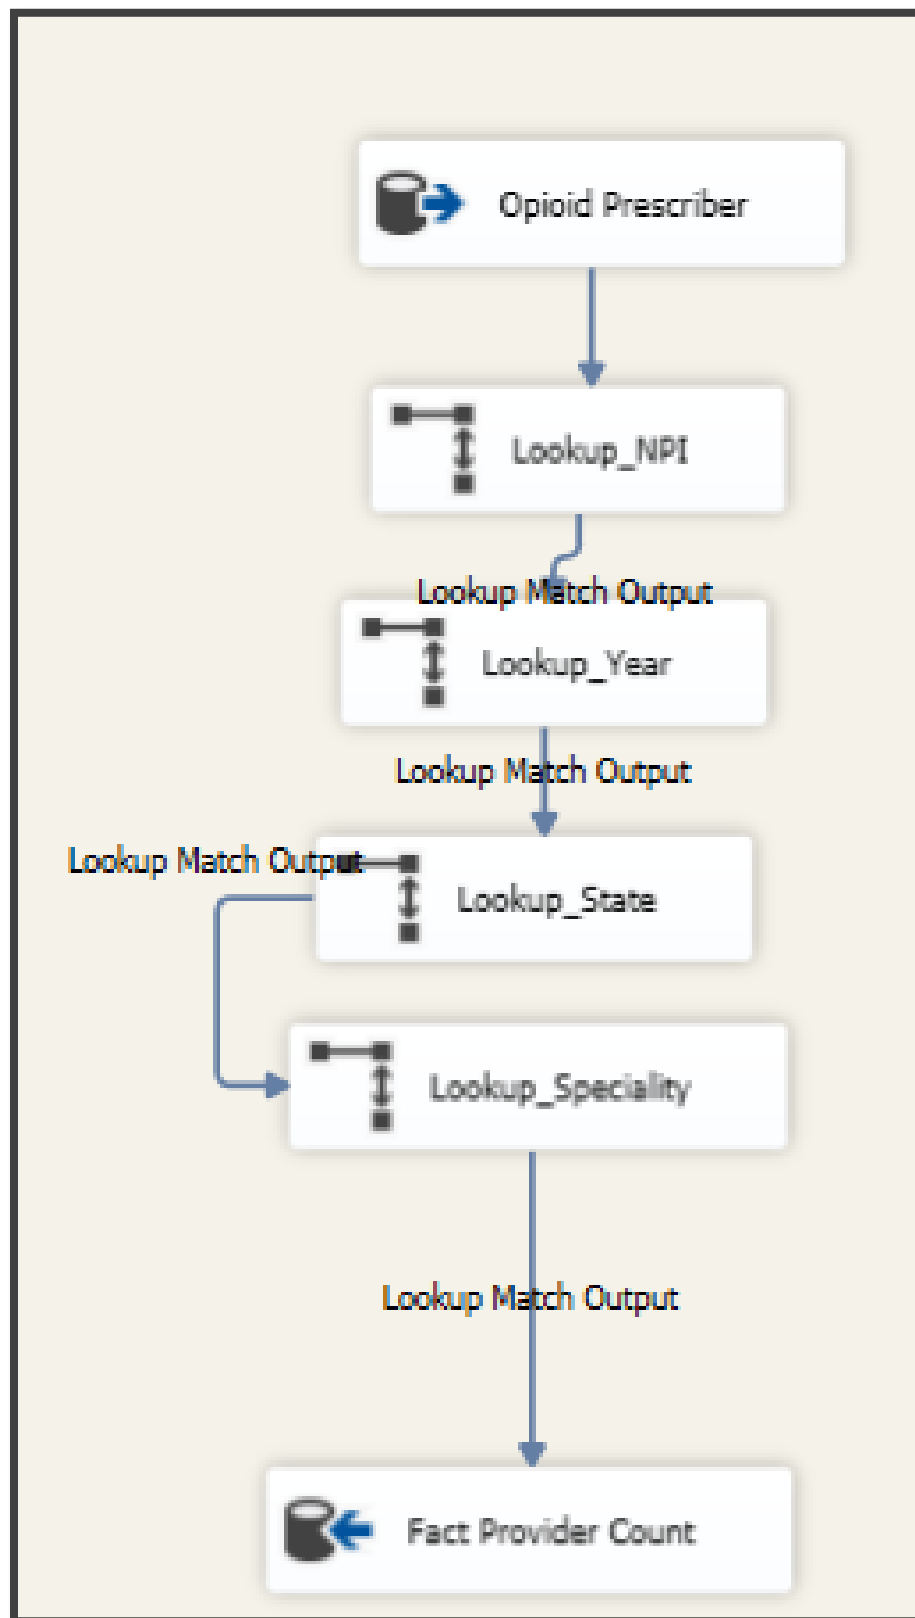 Opioid Prescriber
Lookup_NPI
Lookup Match Output
Lookup_Year
Lookup Match Output
Lookup Match Output
Lookup_State
Lookup_Speciality
Lookup Match Output
Fact Provider Count